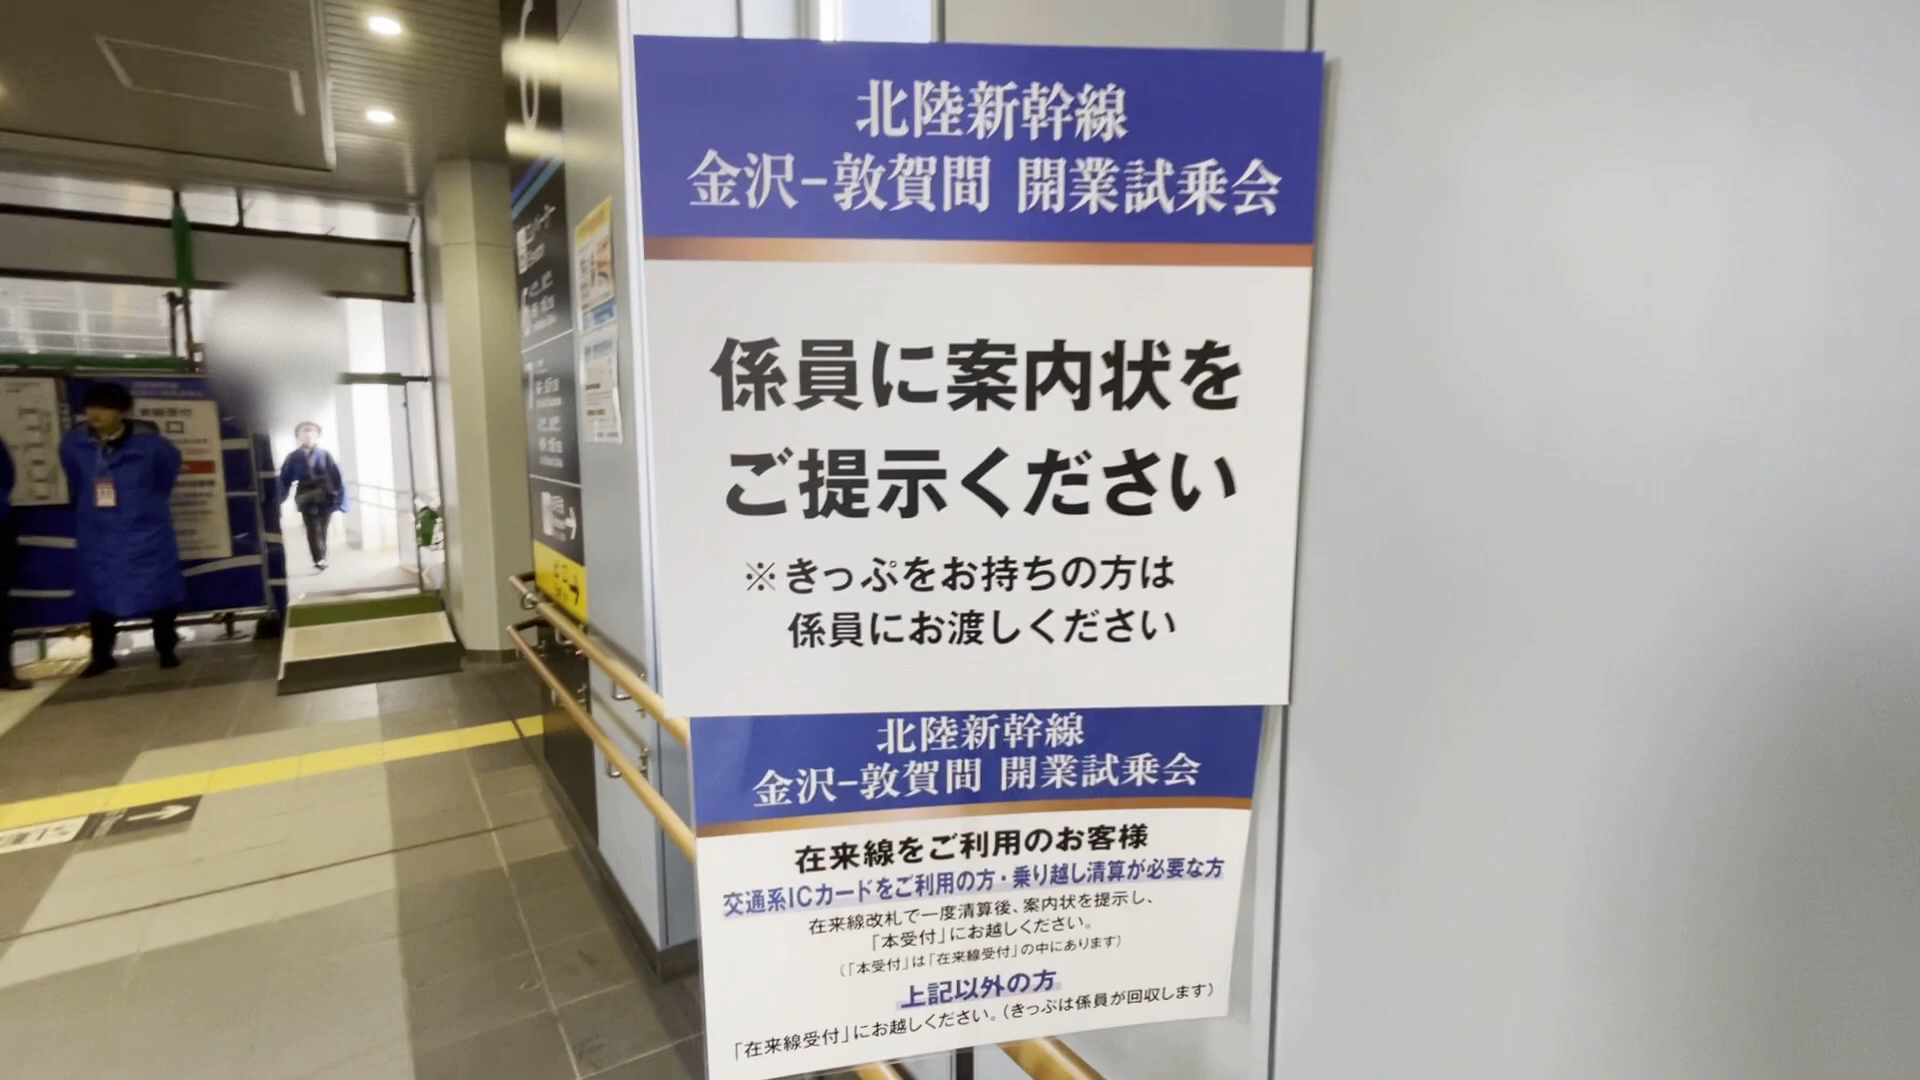 北陸新幹線
金沢−敦賀間 開業試乗会
係員に案内状を
ご提示ください
※きっぷをお持ちの方は
係員にお渡しください
北陸新幹線
金沢−敦賀間 開業試乗会
在来線をご利用のお客様
交通系ICカードをご利用の方・乗り越し清算が必要な方
在来線改札で一度清算後、案内状を提示し、
「本受付」にお越しください。
(「本受付」は「在来線受付」の中にあります)
上記以外の方
「在来線受付」にお越しください。(きっぷは係員が回収します)